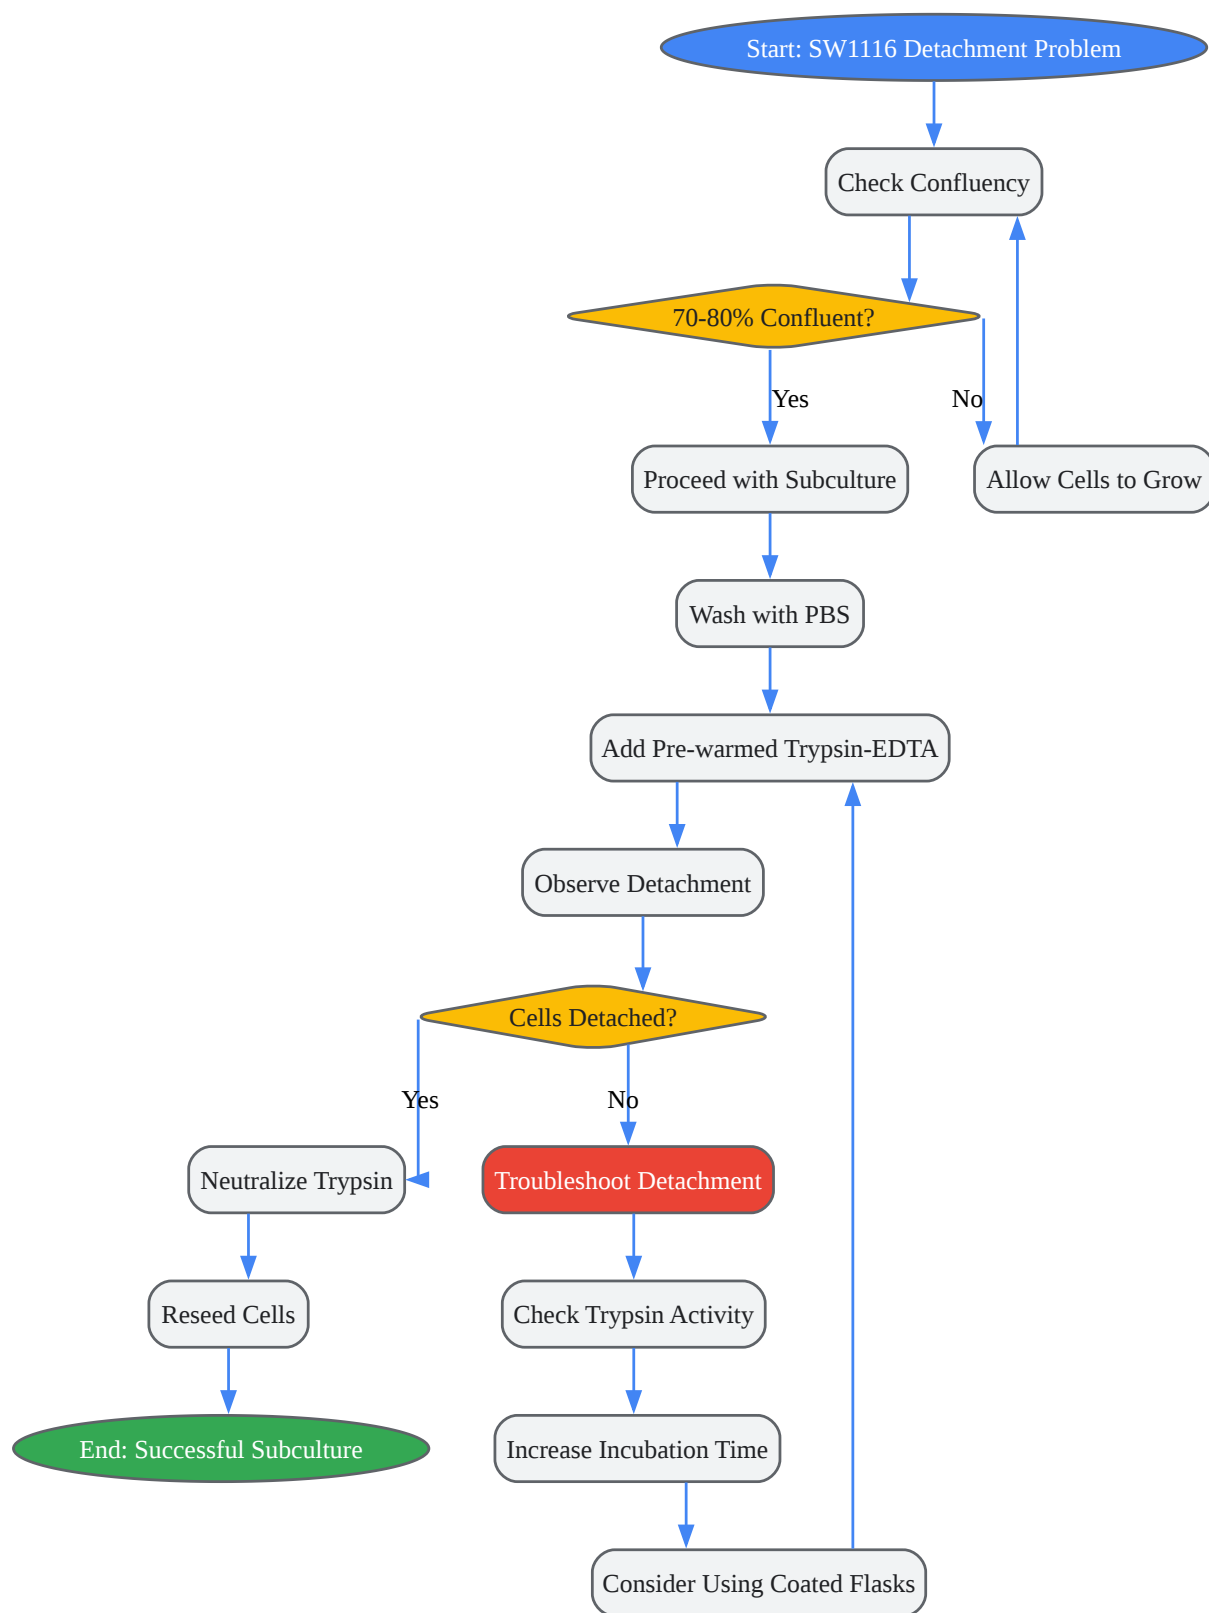 Start: SW1116 Detachment Problem
Check Confluency
70-80% Confluent?
Yes
No
Proceed with Subculture
Allow Cells to Grow
Wash with PBS
Add Pre-warmed Trypsin-EDTA
Observe Detachment
Cells Detached?
Yes
No
Neutralize Trypsin
Troubleshoot Detachment
Reseed Cells
Check Trypsin Activity
End: Successful Subculture
Increase Incubation Time
Consider Using Coated Flasks